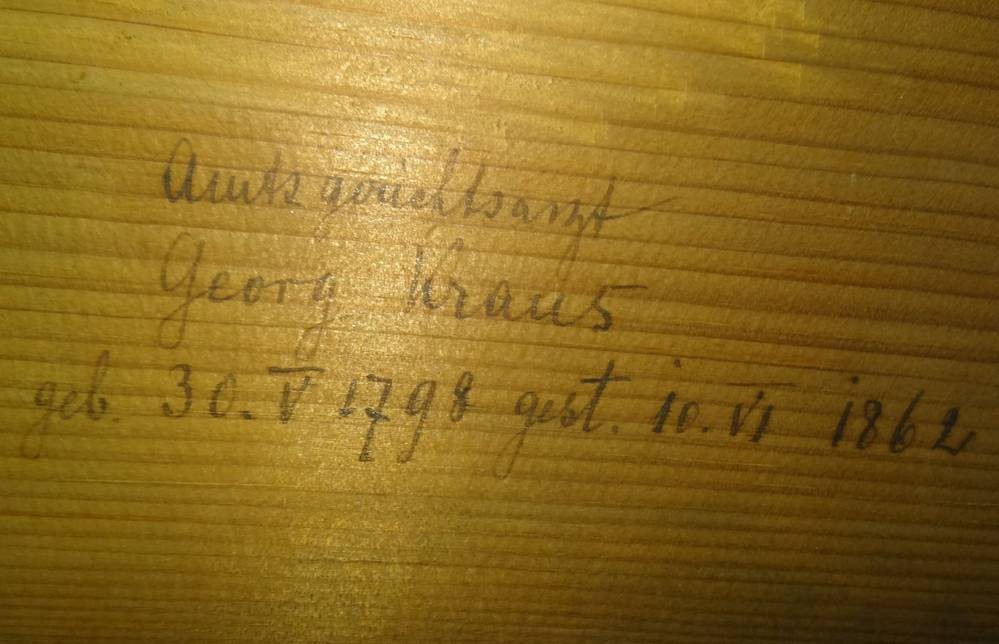 Amtsgerichtsarzt
Georg Kraus
geb. 30. V 1798 gest. 10. VI 1862